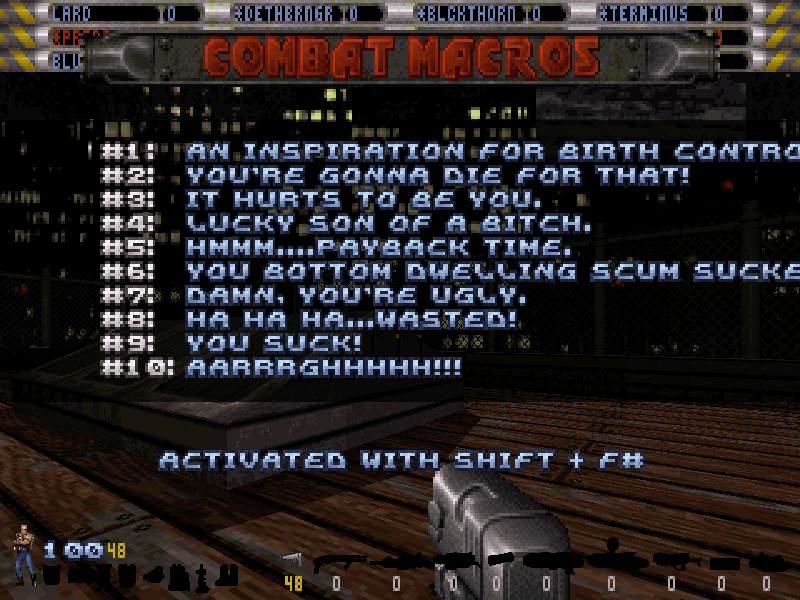 LARD 0 *DETHBRNGR 0 *BLCKTHORN 0 *TERMINUS 0
COMBAT MACROS
#1: AN INSPIRATION FOR BIRTH CONTRO
#2: YOU'RE GONNA DIE FOR THAT!
#3: IT HURTS TO BE YOU.
#4: LUCKY SON OF A BITCH.
#5: HMMM....PAYBACK TIME.
#6: YOU BOTTOM DWELLING SCUM SUCKE
#7: DAMN, YOU'RE UGLY.
#8: HA HA HA...WASTED!
#9: YOU SUCK!
#10: AARRRGHHHHH!!!
ACTIVATED WITH SHIFT + F#
100 48
48 0 0 0 0 0 0 0 0 0